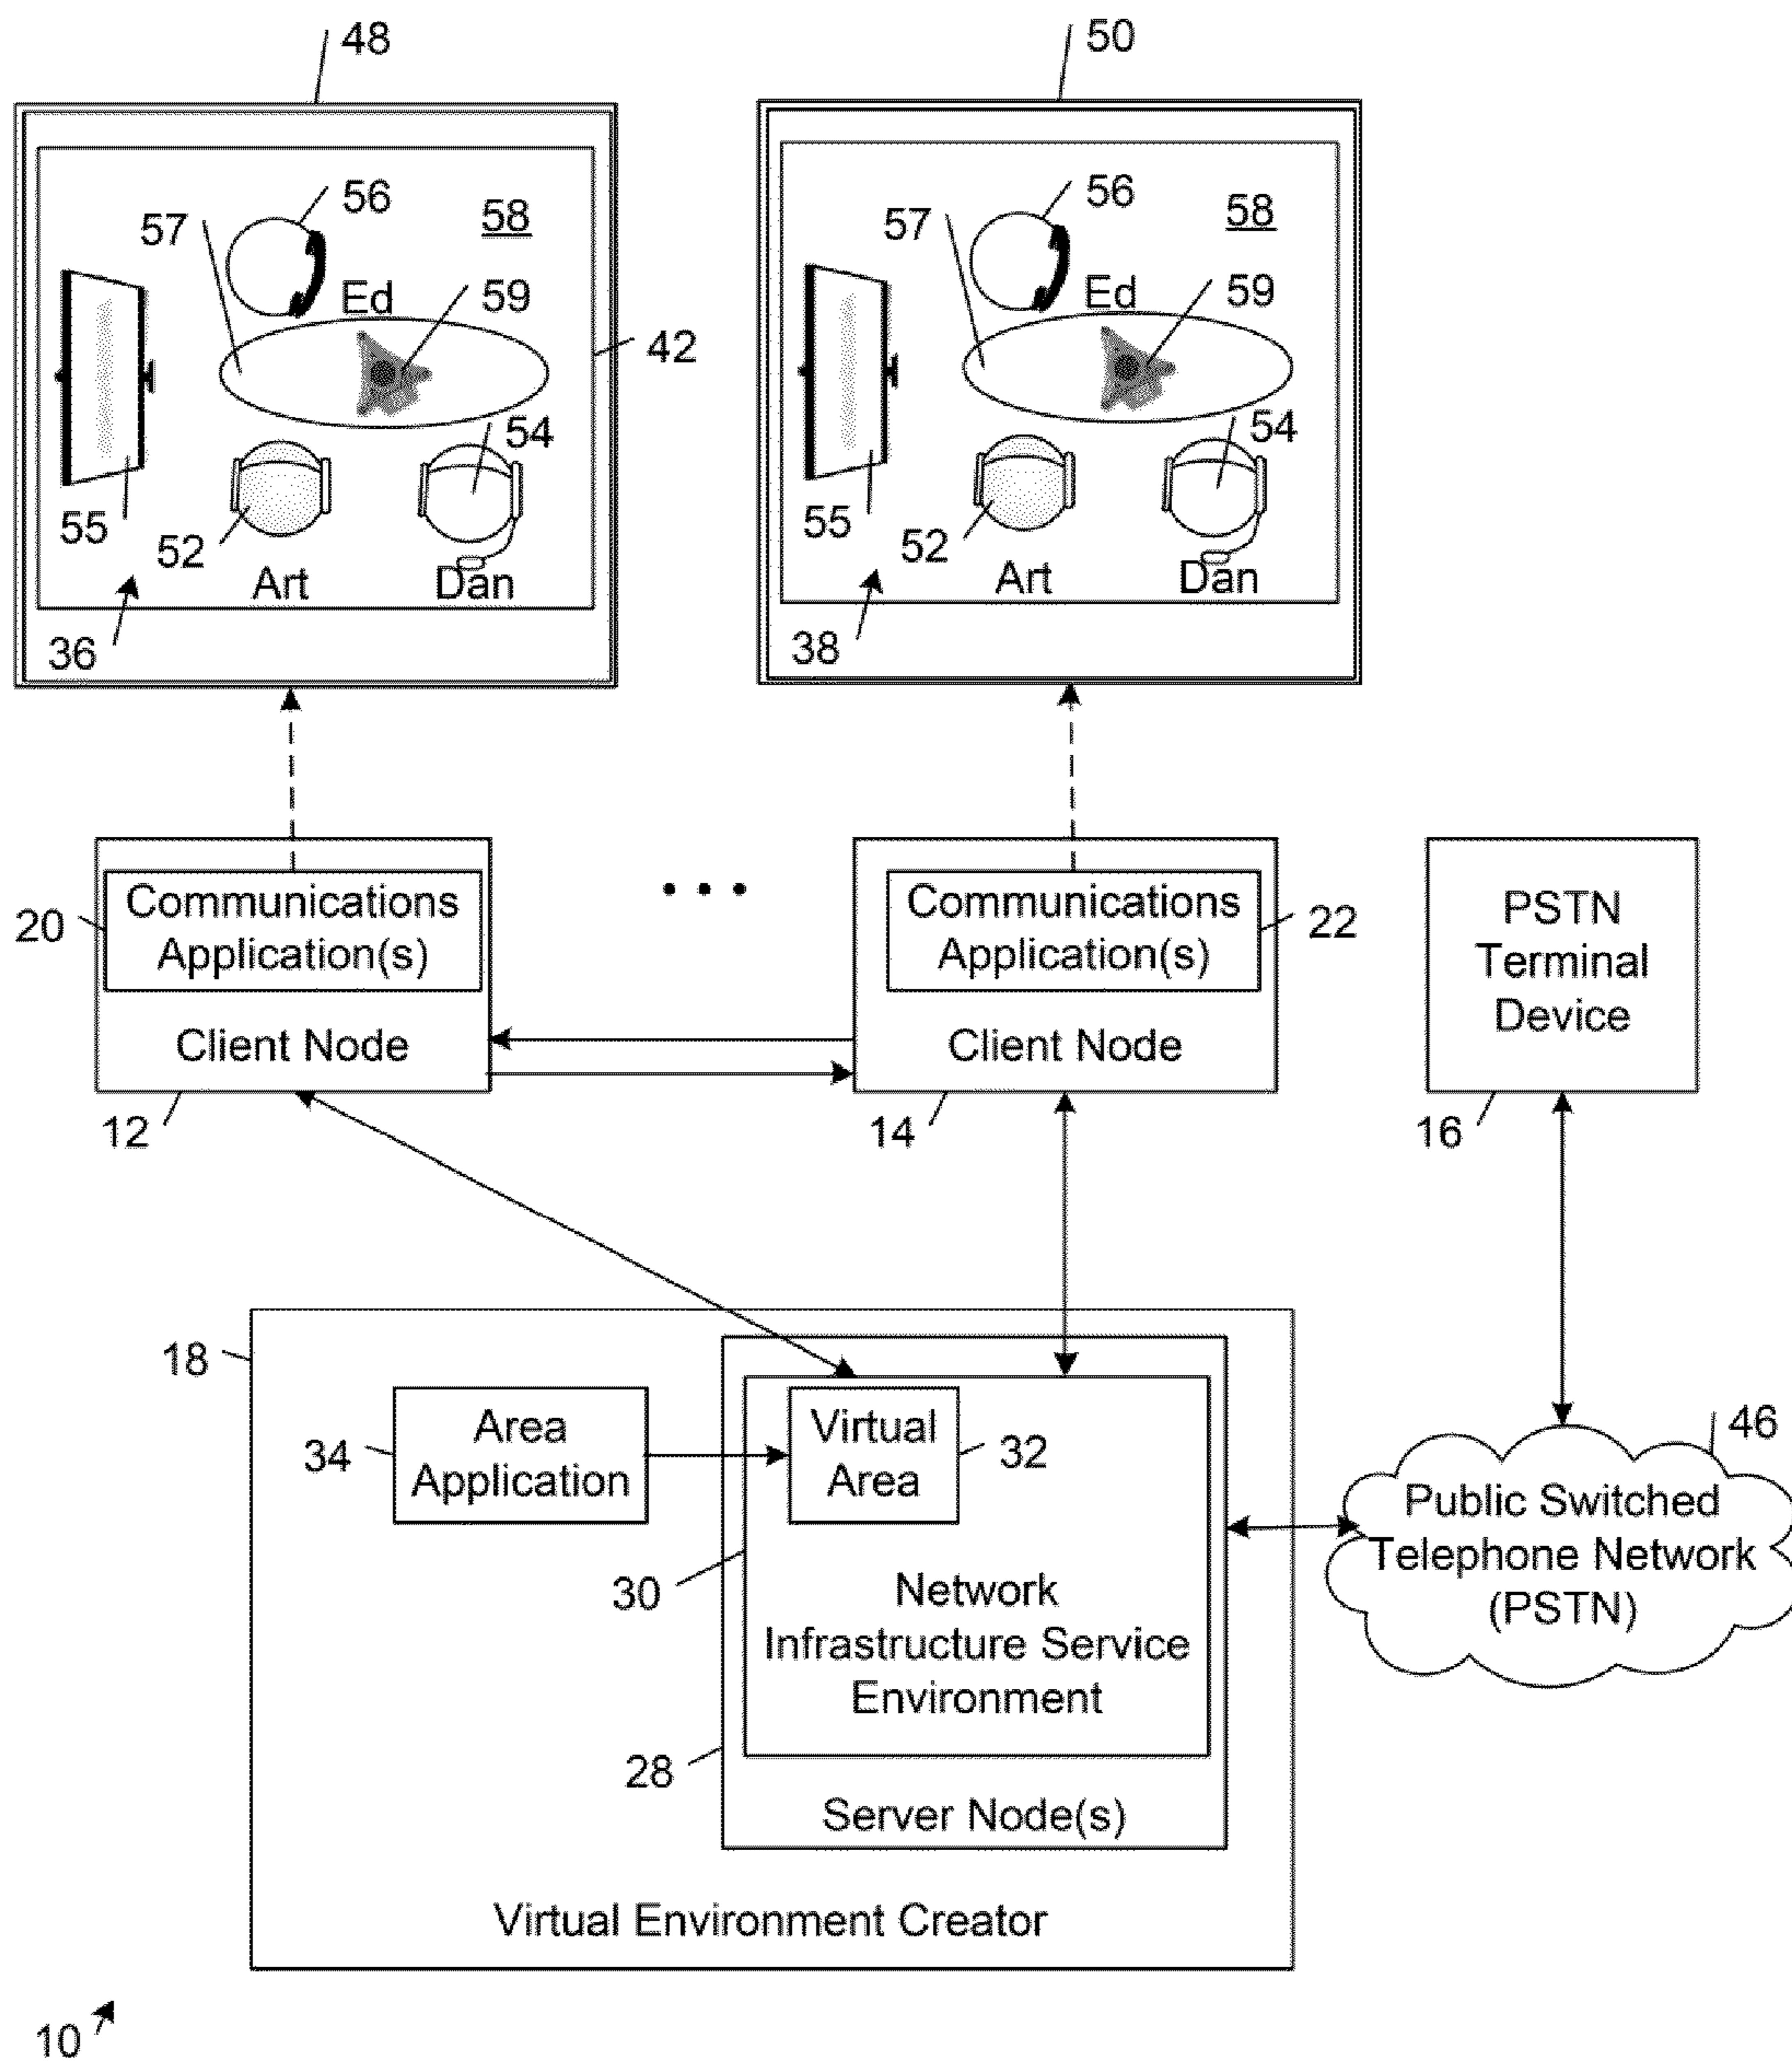 48
50
56
58
57
Ed
59
42
54
55
52
Art
Dan
36
56
58
57
Ed
59
54
55
52
Art
Dan
38
Communications
Application(s)
20
Client Node
12
• • •
Communications
Application(s)
22
Client Node
14
PSTN
Terminal
Device
16
18
Area
Application
34
Virtual
Area
32
30
Network
Infrastructure Service
Environment
28
Server Node(s)
Virtual Environment Creator
46
Public Switched
Telephone Network
(PSTN)
10